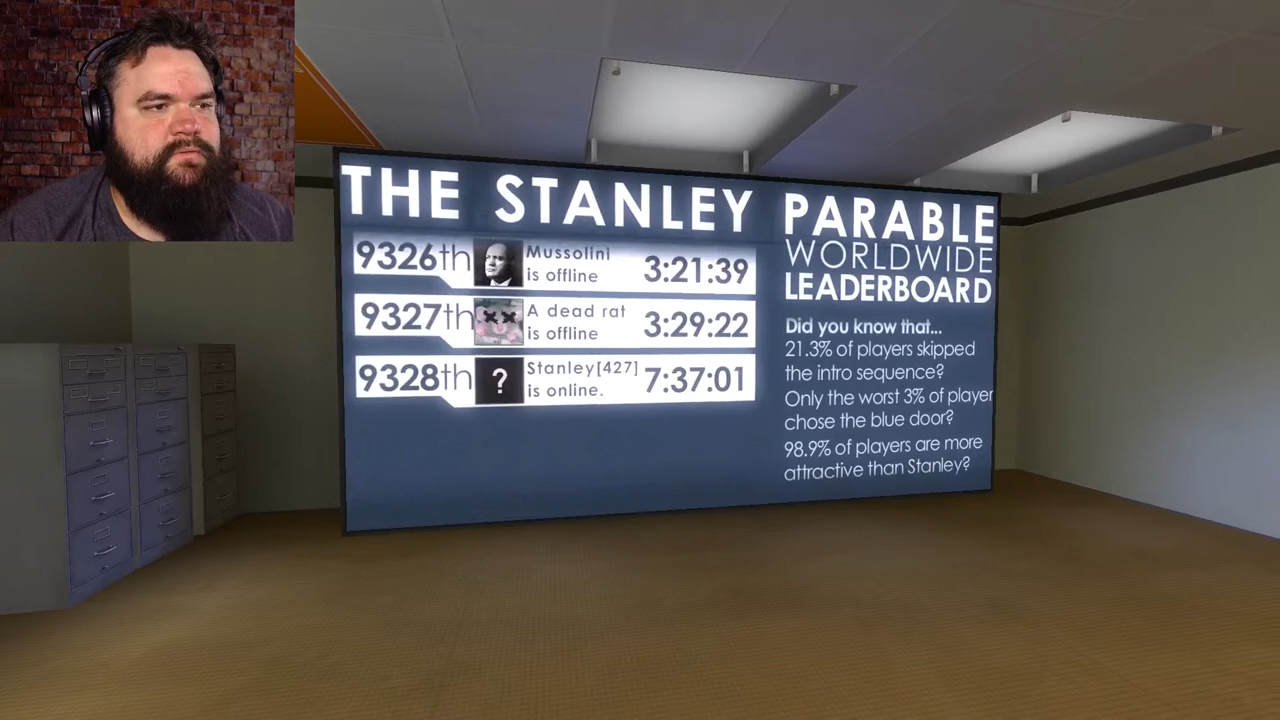 THE STANLEY PARABLE
WORLDWIDE
LEADERBOARD
9326th Mussolini is offline 3:21:39
9327th A dead rat is offline 3:29:22
9328th ? Stanley[427] is online. 7:37:01
Did you know that...
21.3% of players skipped
the intro sequence?
Only the worst 3% of player
chose the blue door?
98.9% of players are more
attractive than Stanley?